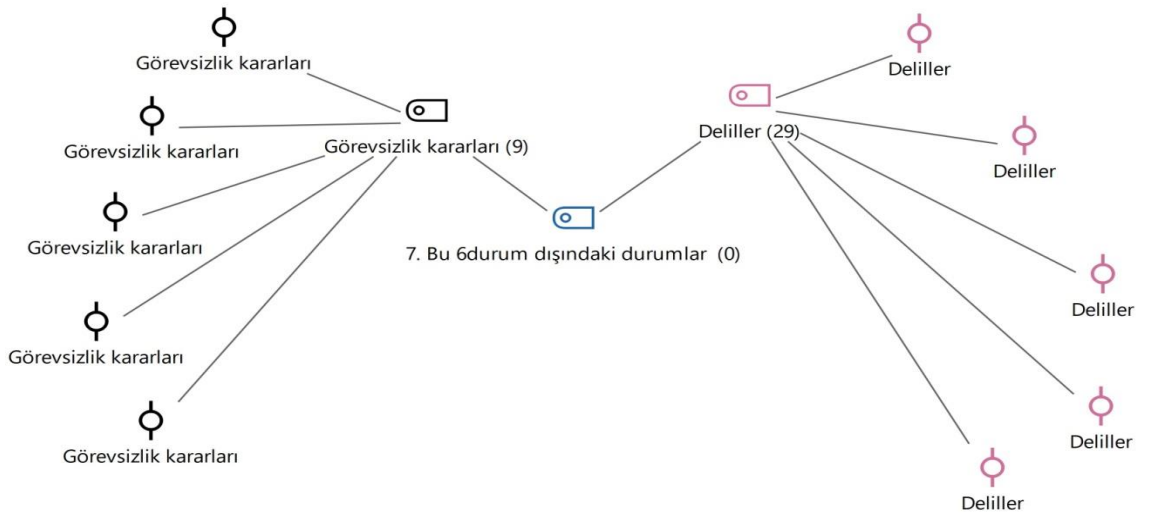 Görevsizlik kararları
Deliller
Görevsizlik kararları
Görevsizlik kararları (9)
Deliller (29)
Deliller
Görevsizlik kararları
7. Bu 6durum dışındaki durumlar (0)
Deliller
Görevsizlik kararları
Deliller
Görevsizlik kararları
Deliller